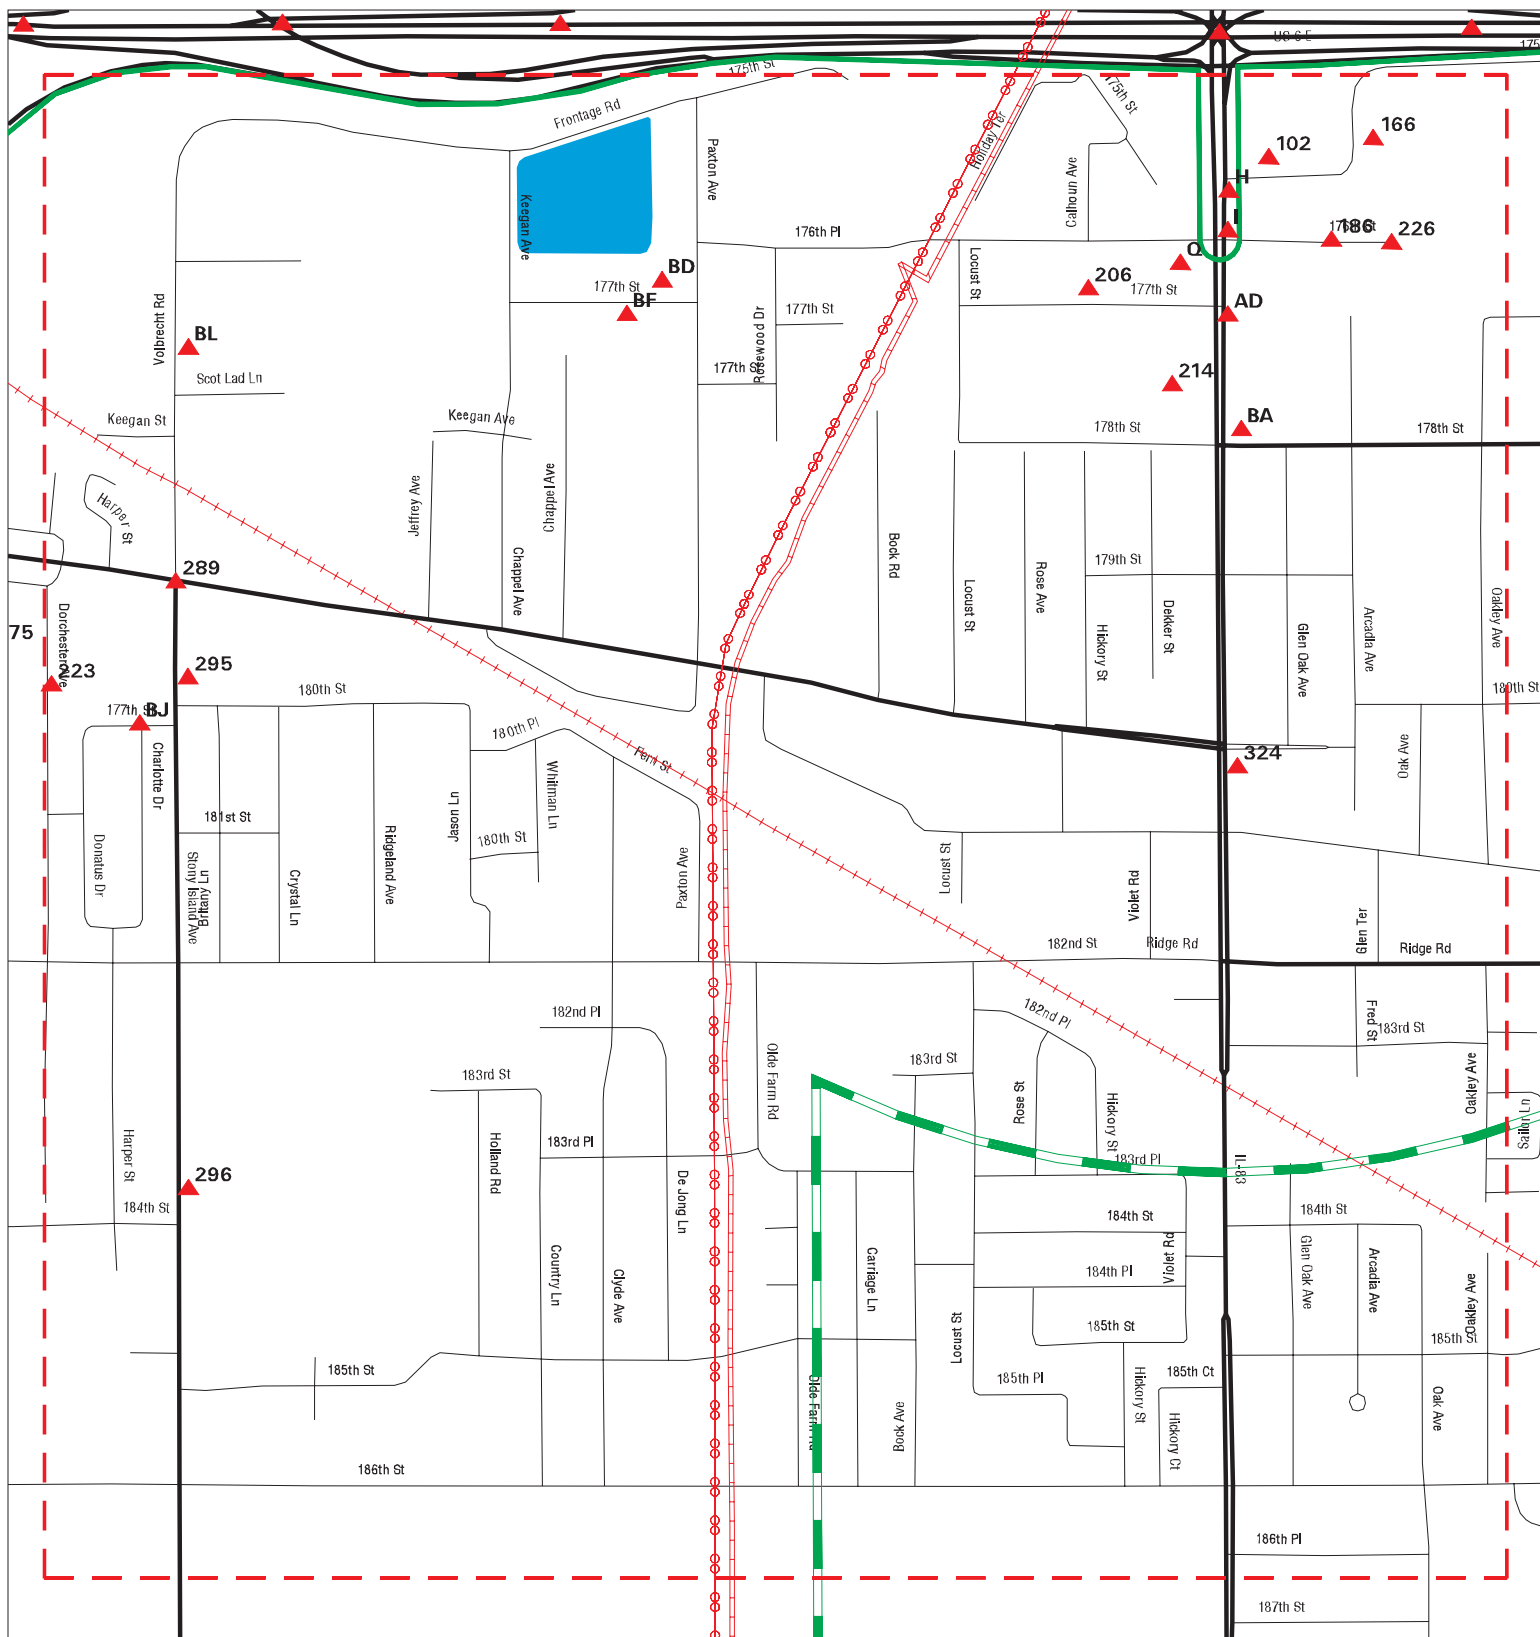 US 6 E
175
175th St
175th St
Frontage Rd
Holiday Ter
166
102
Paxton Ave
Calhoun Ave
H
Keegan Ave
I
176th Pl
186
226
Q
Locust St
BD
206
177th St
177th St
BF
AD
Volbrecht Rd
177th St
Rosewood Dr
BL
177th St
214
Scot Lad Ln
Keegan St
Keegan Ave
BA
178th St
178th St
Harper St
Jeffrey Ave
Chappel Ave
Bock Rd
179th St
289
Chappel Ave
Locust St
Rose Ave
Dekker St
Oakley Ave
75
Dorchester Ave
Hickory St
Glen Oak Ave
Arcadia Ave
223
295
180th St
180th St
177th St
BJ
180th Pl
Fern St
Charlotte Dr
Oak Ave
324
Whitman Ln
181st St
Jason Ln
180th St
Donatus Dr
Stony Island Ave
Britany Ln
Crystal Ln
Ridgeland Ave
Paxton Ave
Locust St
Violet Rd
Glen Ter
182nd St
Ridge Rd
Ridge Rd
182nd Pl
182nd Pl
Fred St
183rd St
Olde Farm Rd
183rd St
183rd St
Rose St
Hickory St
Oakley Ave
Sailor Ln
Harper St
Holland Rd
183rd Pl
183rd Pl
IL-83
296
De Jong Ln
184th St
184th St
184th St
Country Ln
Clyde Ave
Carriage Ln
184th Pl
Violet Rd
Glen Oak Ave
Arcadia Ave
Oakley Ave
Locust St
185th St
185th St
185th St
185th Pl
185th Ct
Olde Farm Rd
Bock Ave
Hickory St
Hickory Ct
Oak Ave
186th St
186th Pl
187th St